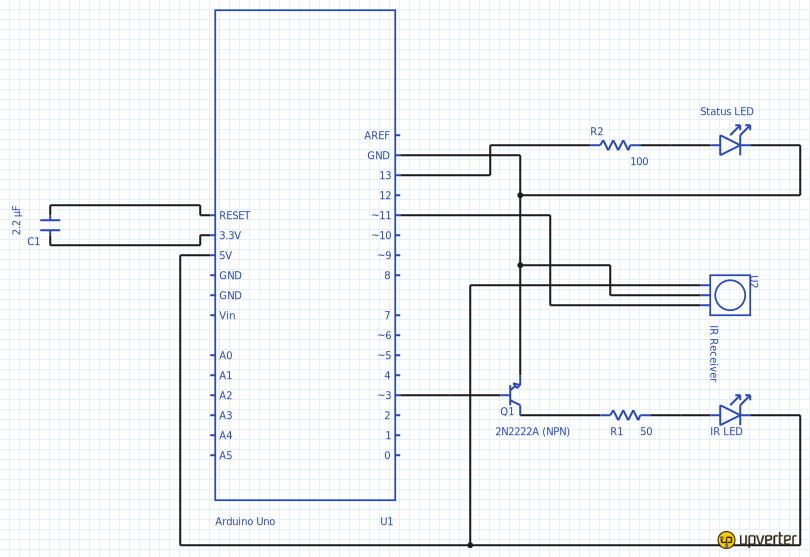 Status LED
R2
100
AREF
GND
13
12
~11
~10
~9
8
7
~6
~5
4
~3
2
1
0
RESET
3.3V
5V
GND
GND
Vin
A0
A1
A2
A3
A4
A5
2.2 µF
C1
U2
IR Receiver
Q1
2N2222A (NPN)
R1
50
IR LED
Arduino Uno
U1
up upverter